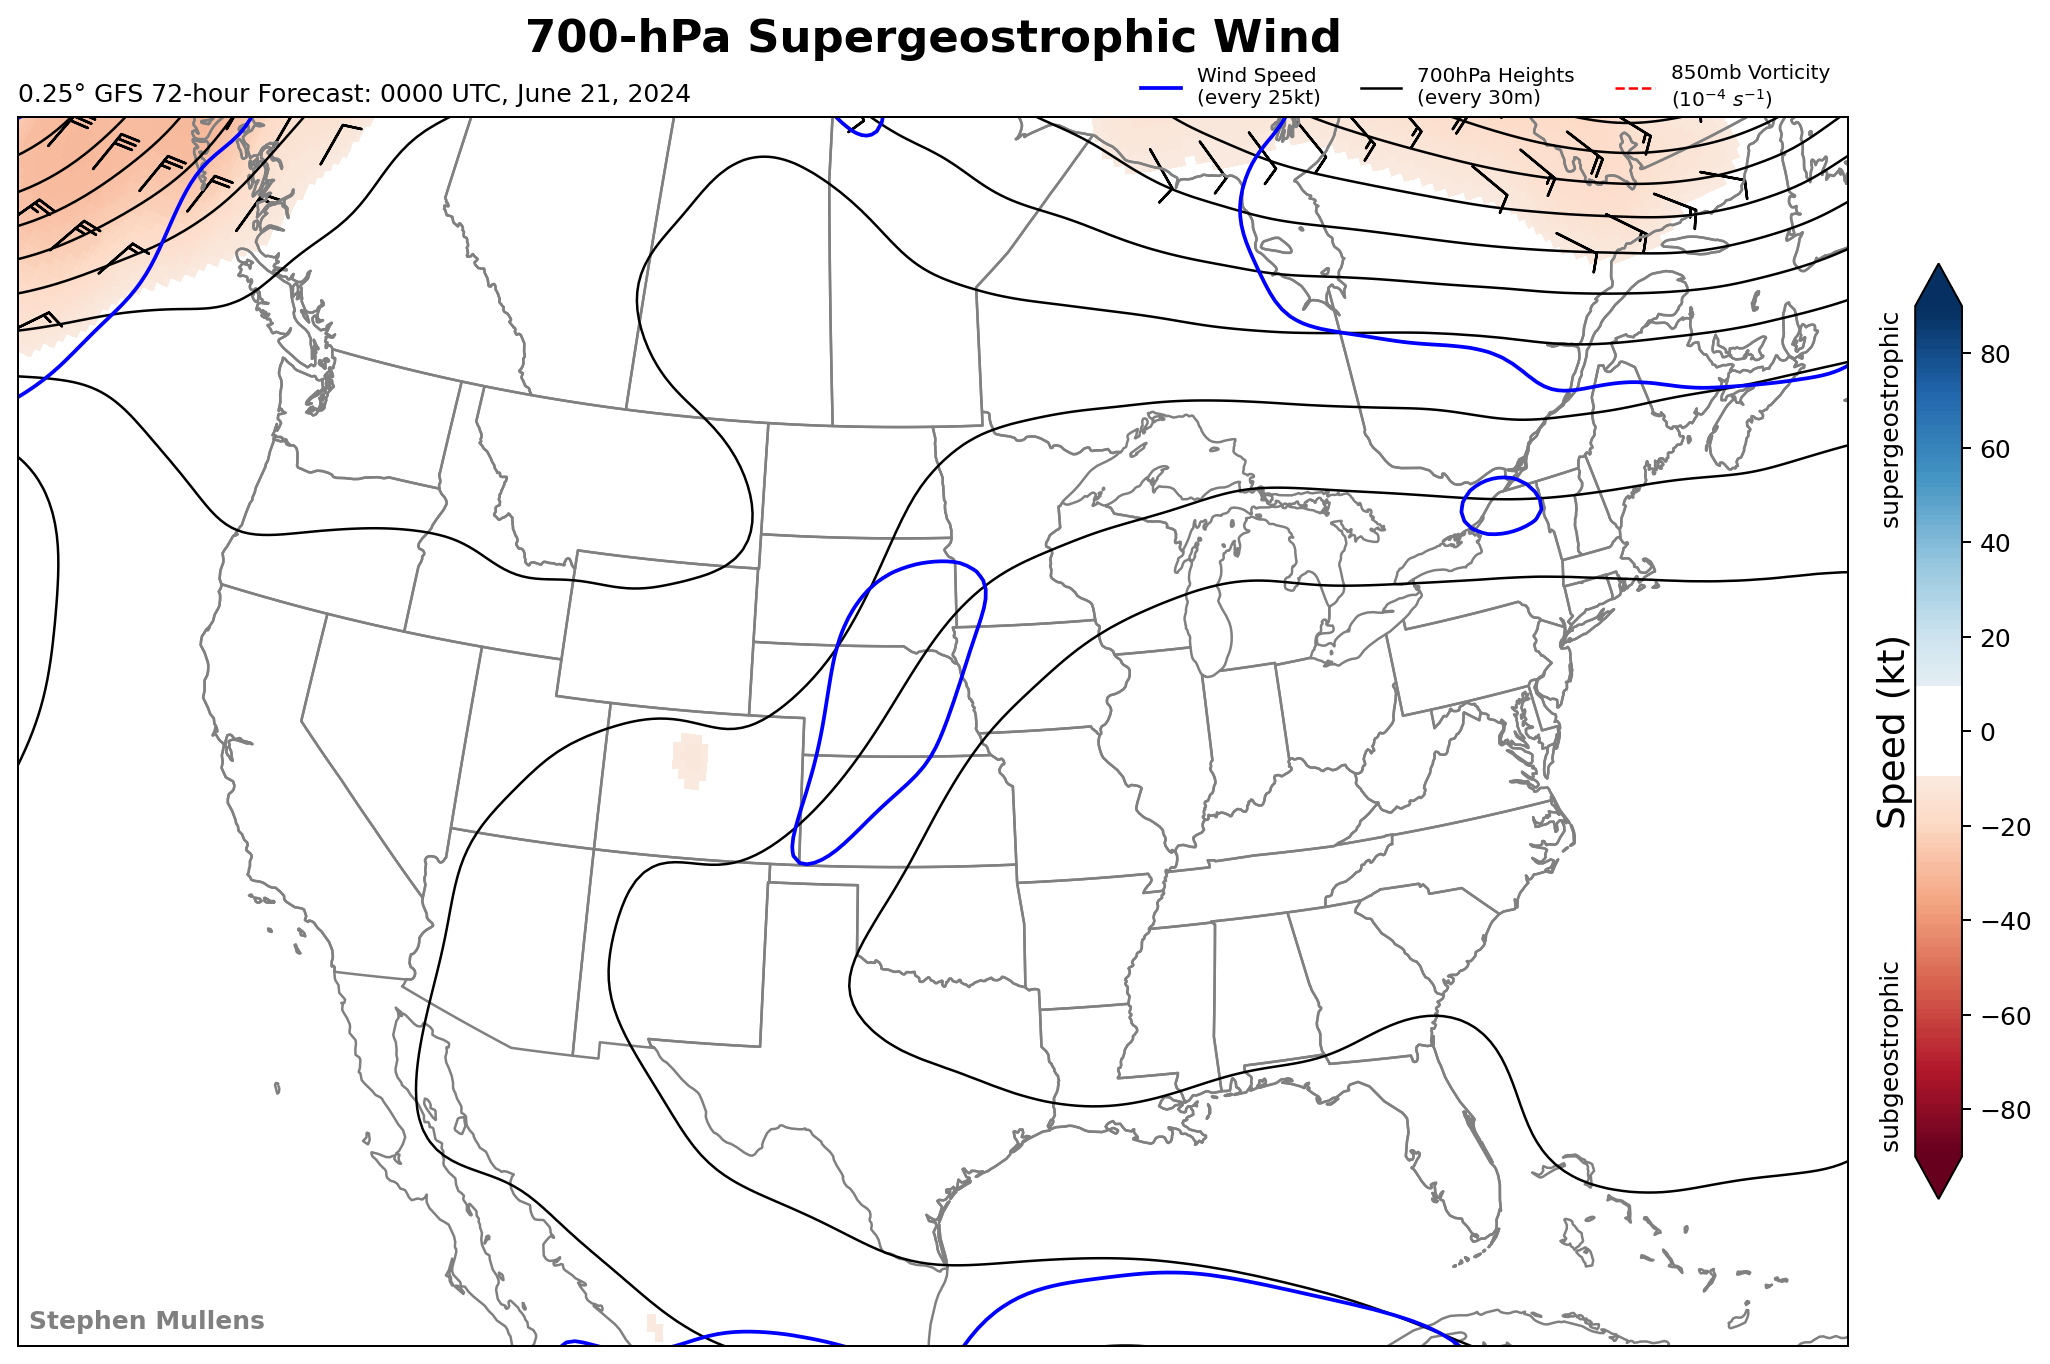 700-hPa Supergeostrophic Wind
0.25° GFS 72-hour Forecast: 0000 UTC, June 21, 2024
Wind Speed
(every 25kt)
700hPa Heights
(every 30m)
850mb Vorticity
(10⁻⁴ s⁻¹)
supergeostrophic
Speed (kt)
subgeostrophic
80
60
40
20
0
−20
−40
−60
−80
Stephen Mullens